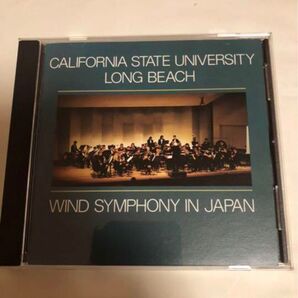 CALIFORNIA STATE UNIVERSITY
LONG BEACH
WIND SYMPHONY IN JAPAN